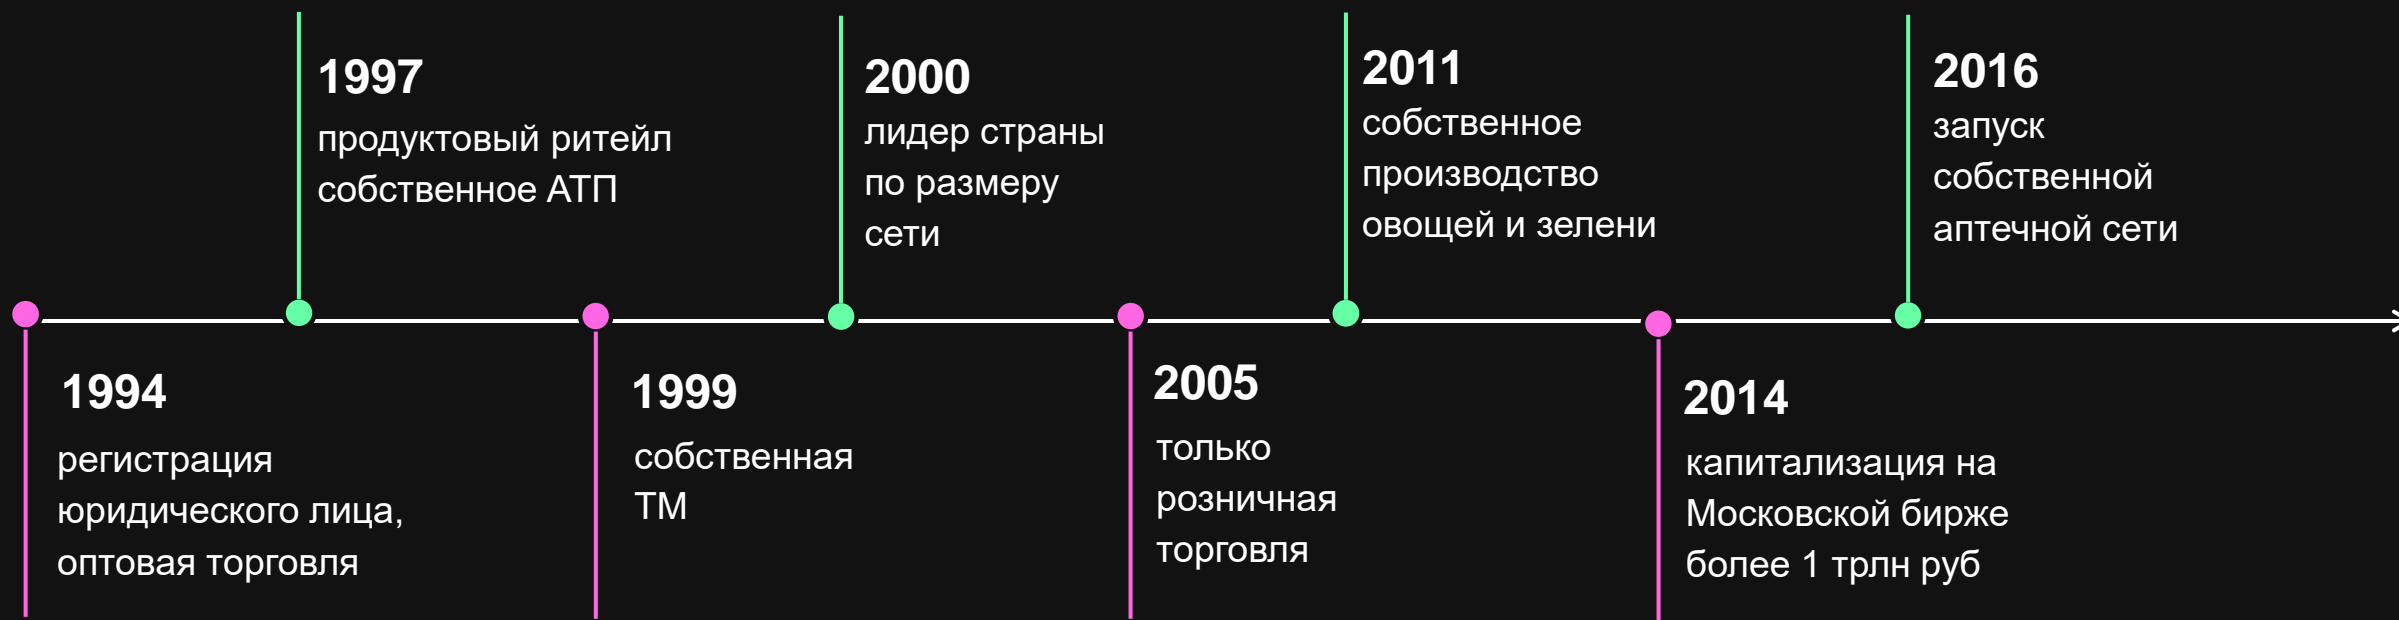 1997
продуктовый ритейл
собственное АТП
2000
лидер страны
по размеру
сети
2011
собственное
производство
овощей и зелени
2016
запуск
собственной
аптечной сети
1994
регистрация
юридического лица,
оптовая торговля
1999
собственная
ТМ
2005
только
розничная
торговля
2014
капитализация на
Московской бирже
более 1 трлн руб